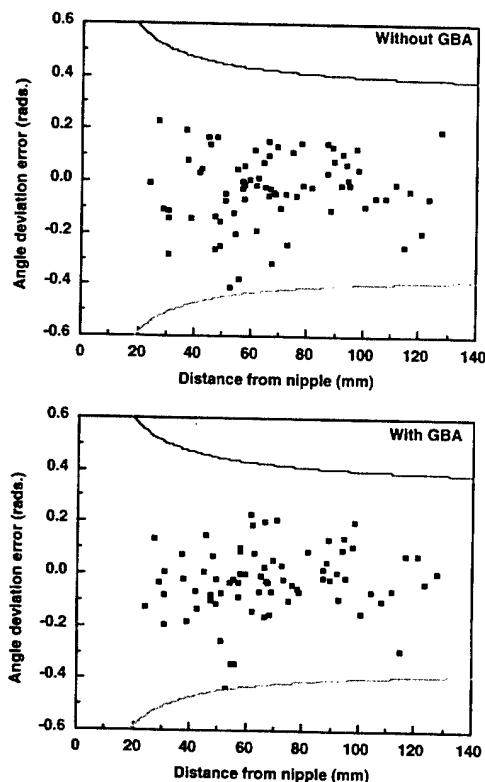 0.6
Without GBA
0.4
0.2
0.0
-0.2
-0.4
-0.6
Angle deviation error (rads.)
0 20 40 60 80 100 120 140
Distance from nipple (mm)
0.6
With GBA
0.4
0.2
0.0
-0.2
-0.4
-0.6
Angle deviation error (rads.)
0 20 40 60 80 100 120 140
Distance from nipple (mm)